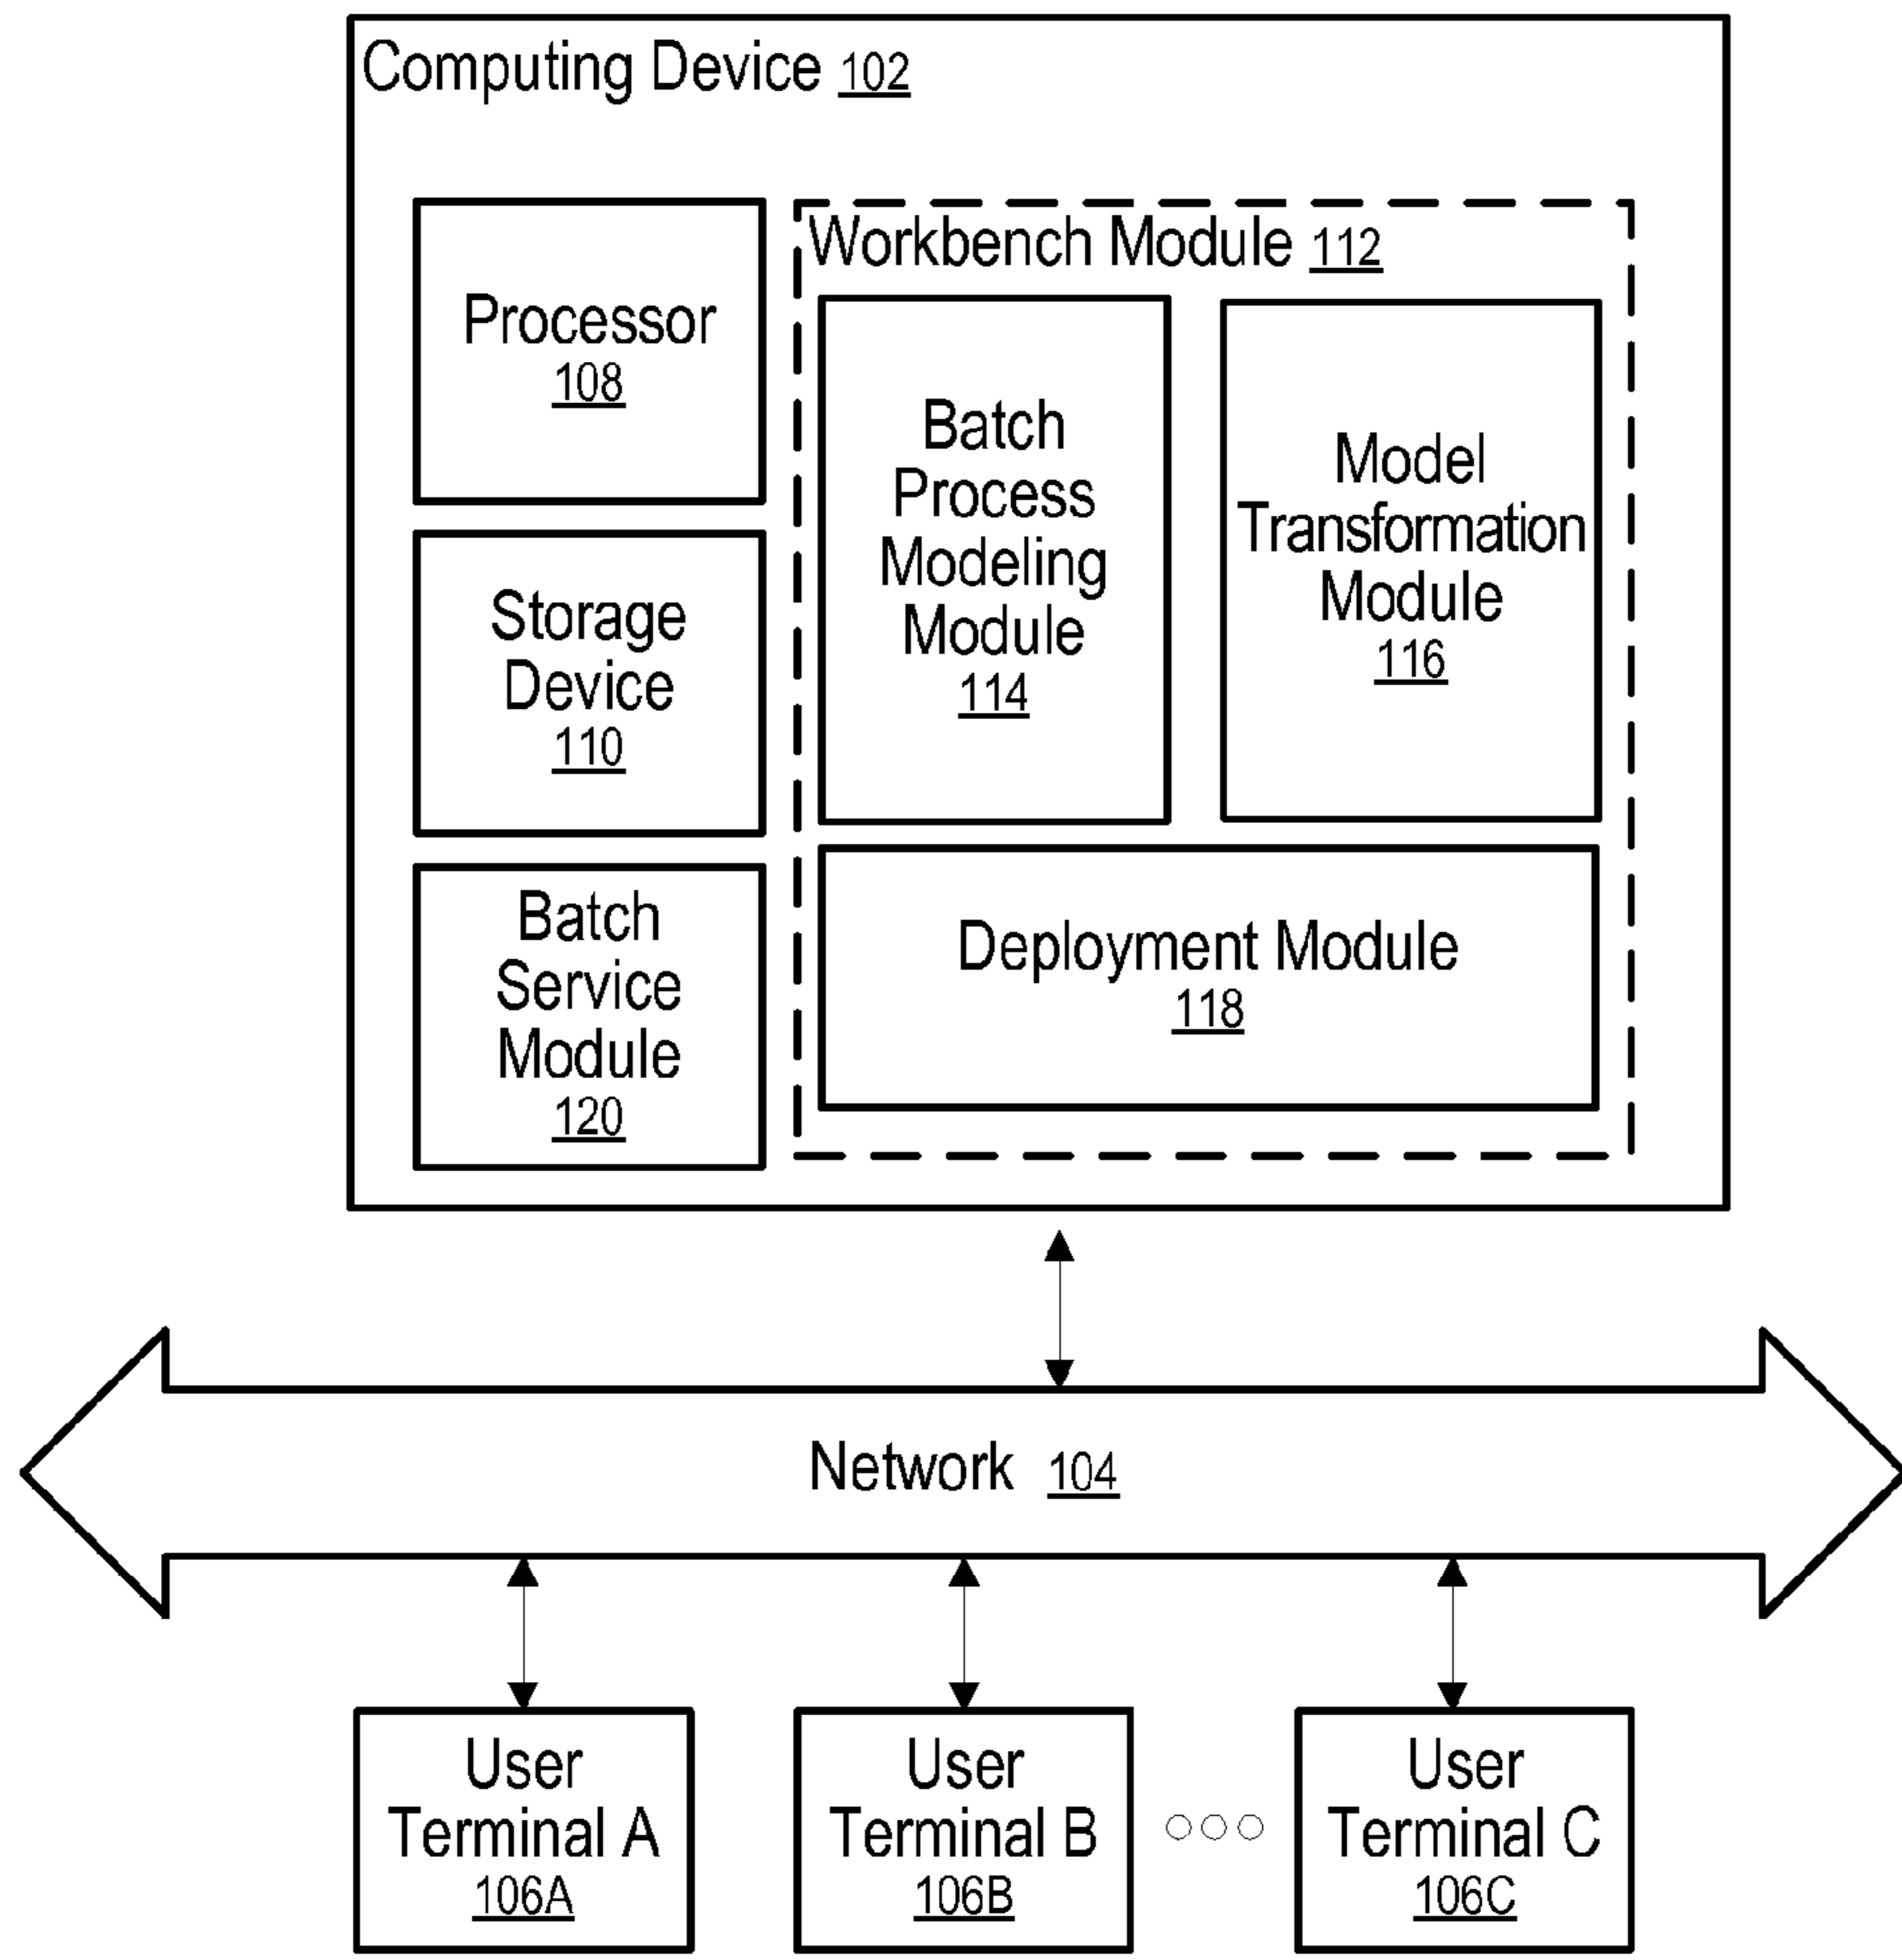 Computing Device 102
Processor
108
Storage
Device
110
Batch
Service
Module
120
Workbench Module 112
Batch
Process
Modeling
Module
114
Model
Transformation
Module
116
Deployment Module
118
Network 104
User
Terminal A
106A
User
Terminal B
106B
User
Terminal C
106C